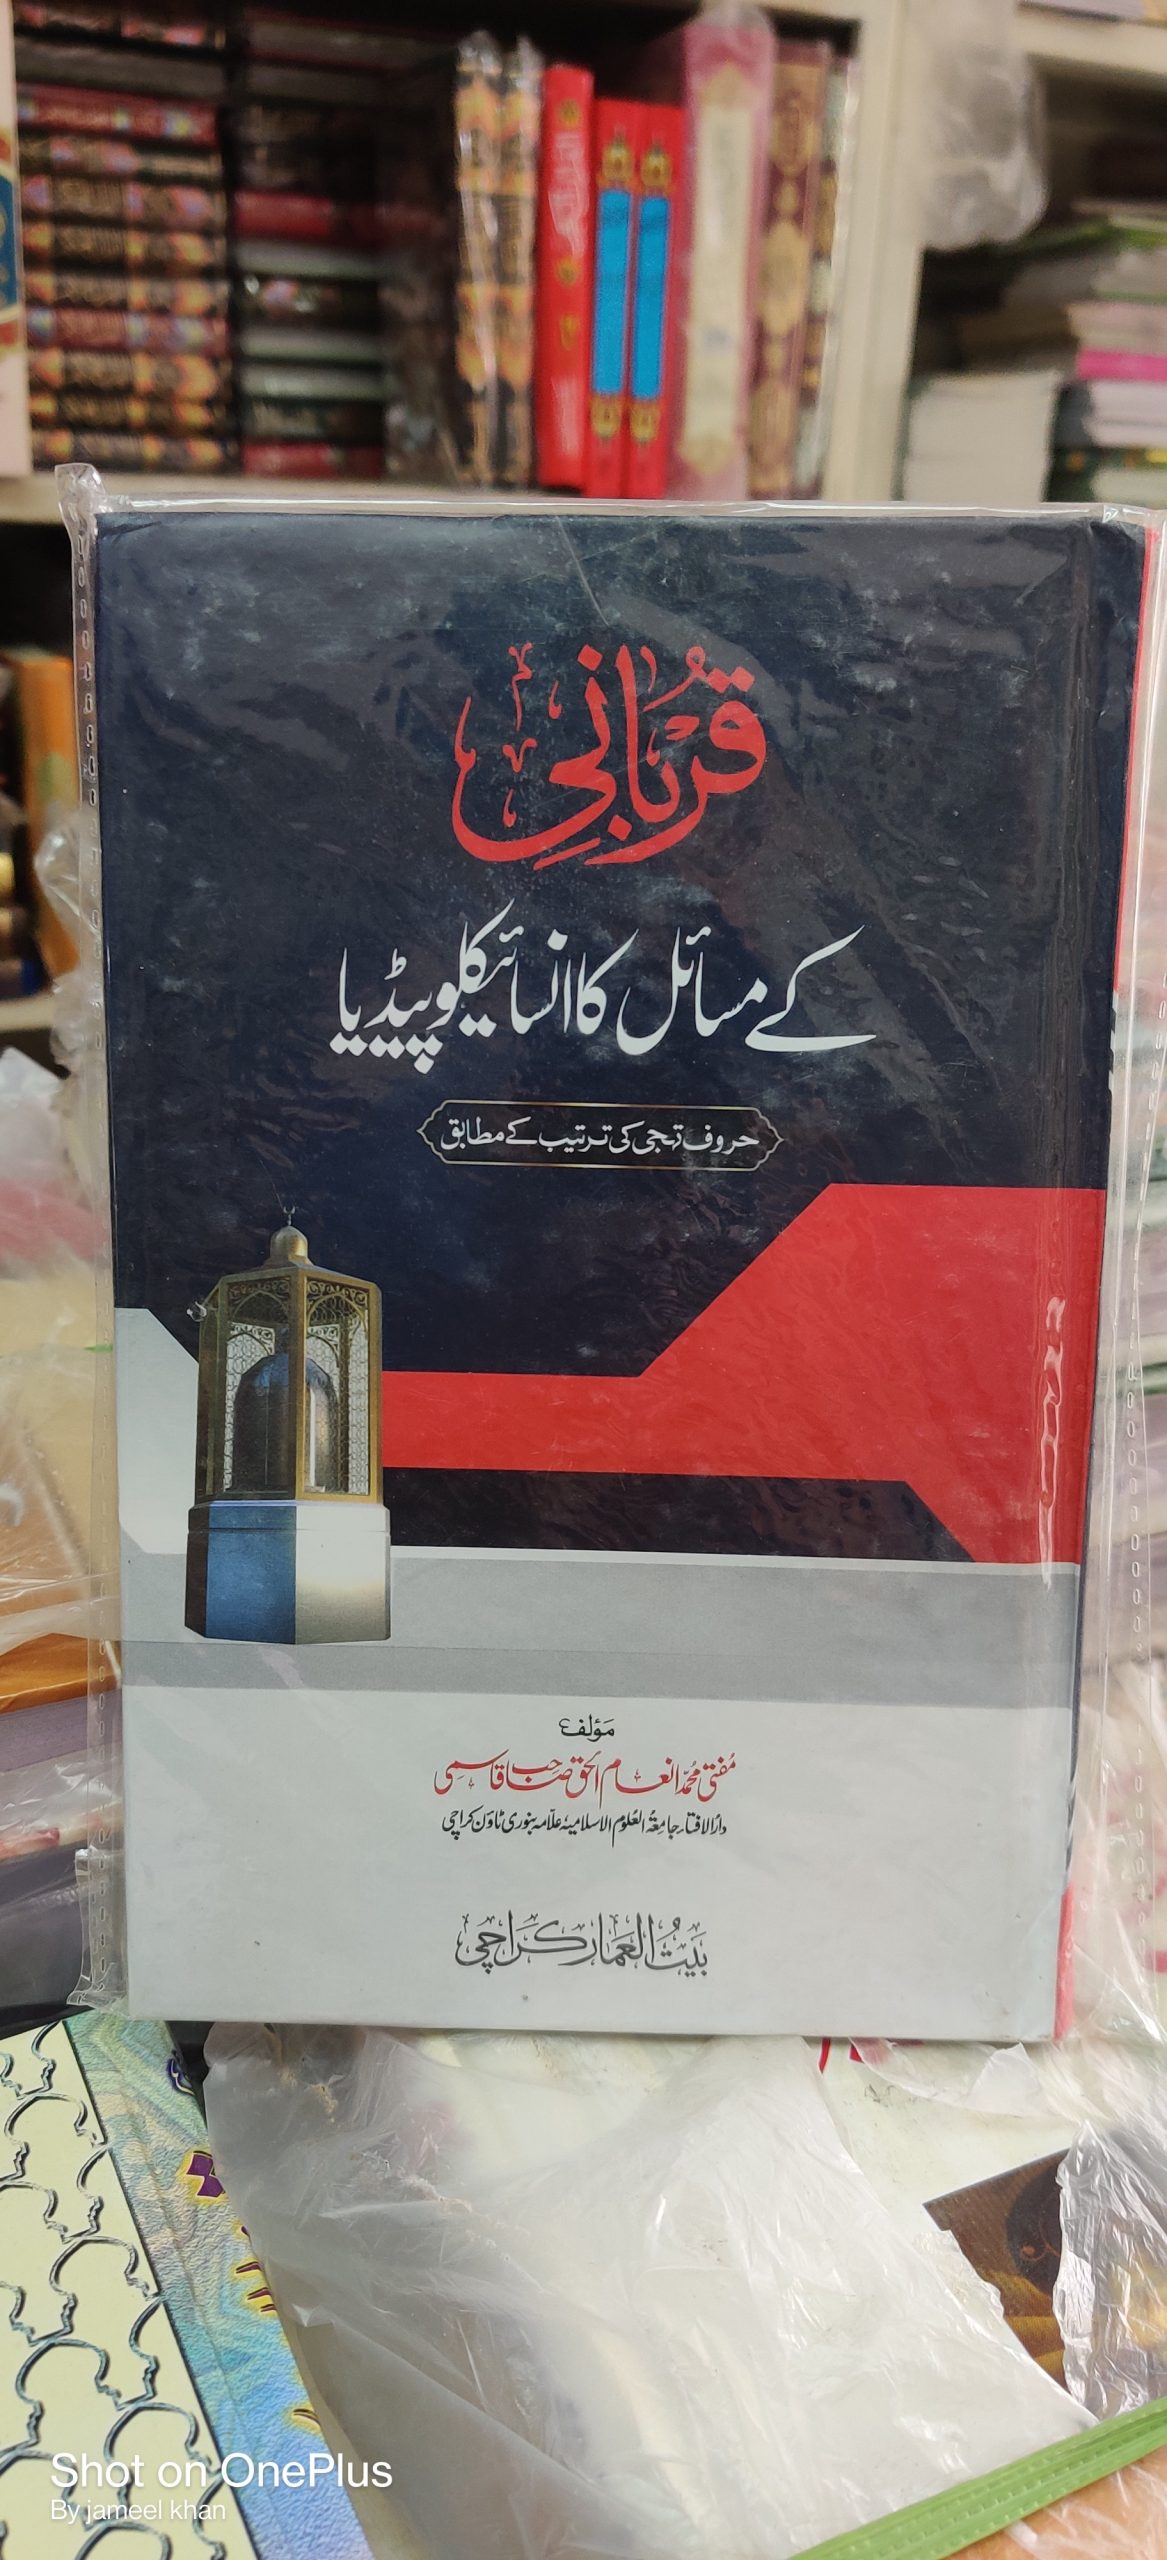 قربانی
کے مسائل کا انسائیکلوپیڈیا
حروف تہجی کی ترتیب کے مطابق
مؤلف
مفتی محمد انعام الحق صاحب قاسمی
دارالافتاء جامعۃ العلوم الاسلامیۃ علامہ بنوری ٹاؤن کراچی
بیت العمار کراچی
Shot on OnePlus
By jameel khan